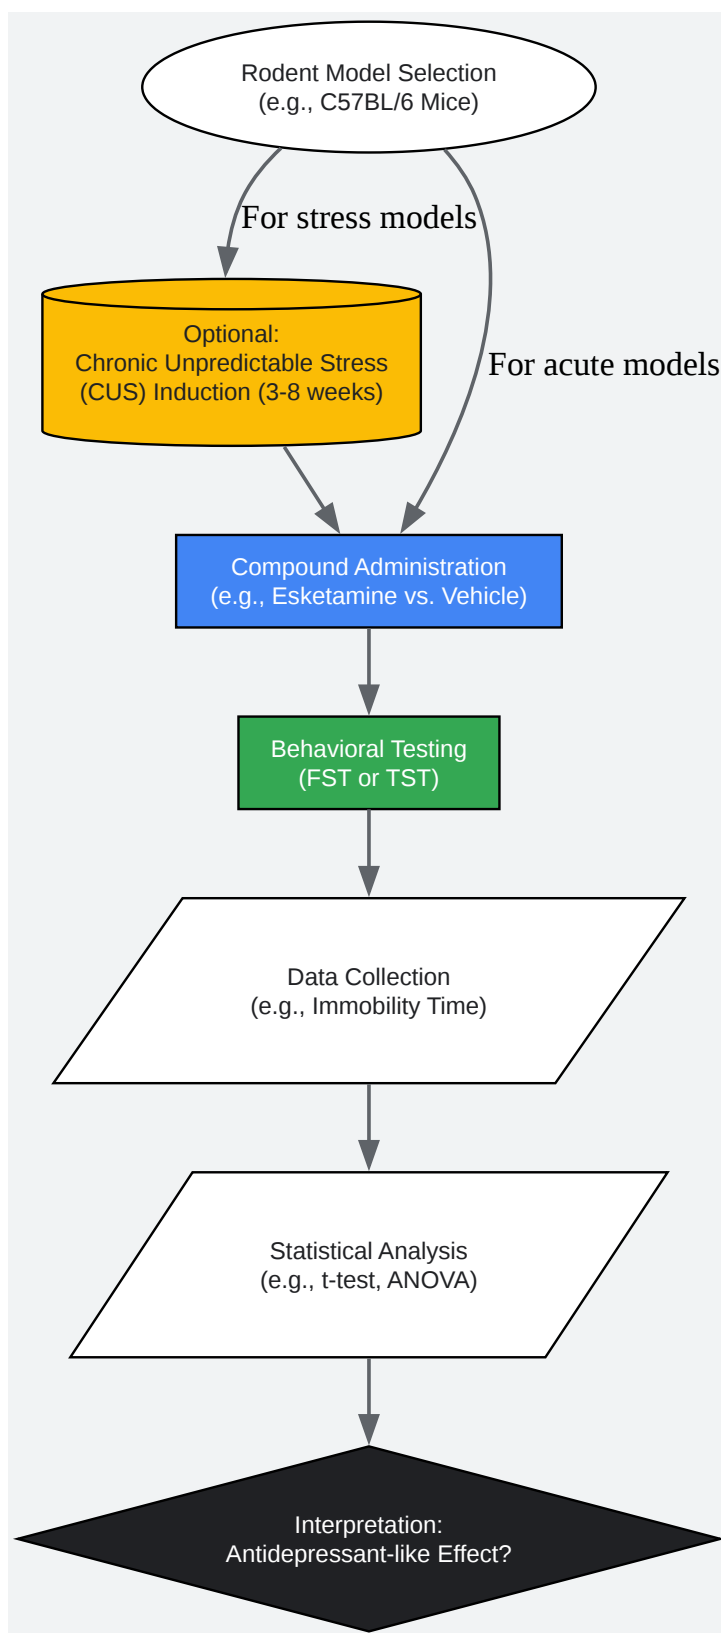 Rodent Model Selection
(e.g., C57BL/6 Mice)
For stress models
Optional:
Chronic Unpredictable Stress
(CUS) Induction (3-8 weeks)
For acute models
Compound Administration
(e.g., Esketamine vs. Vehicle)
Behavioral Testing
(FST or TST)
Data Collection
(e.g., Immobility Time)
Statistical Analysis
(e.g., t-test, ANOVA)
Interpretation:
Antidepressant-like Effect?